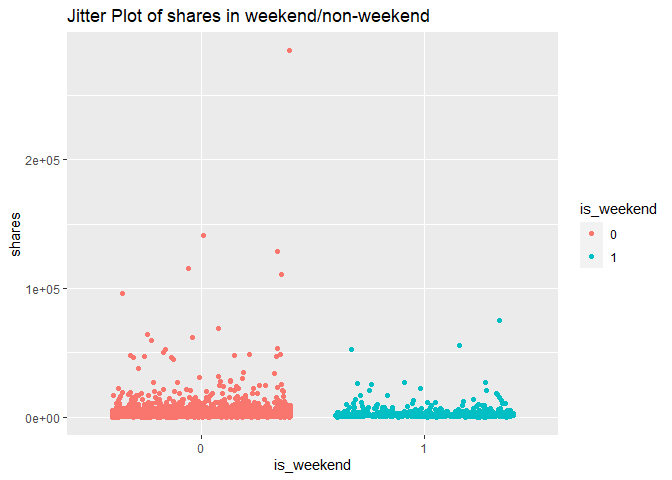 Jitter Plot of shares in weekend/non-weekend
shares
2e+05
1e+05
0e+00
0
1
is_weekend
is_weekend
0
1